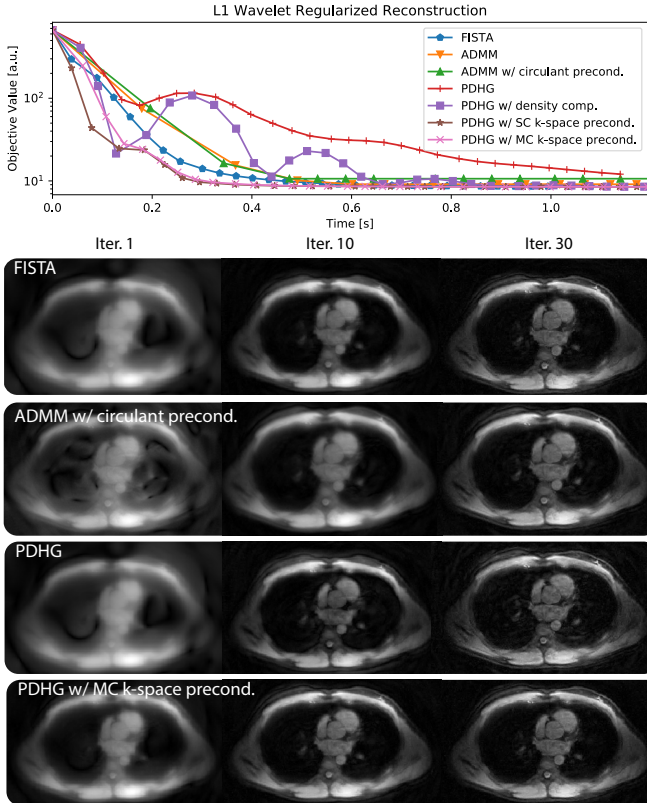 L1 Wavelet Regularized Reconstruction
Objective Value [a.u.]
10²
10¹
FISTA
ADMM
ADMM w/ circulant precond.
PDHG
PDHG w/ density comp.
PDHG w/ SC k-space precond.
PDHG w/ MC k-space precond.
0.0 0.2 0.4 0.6 0.8 1.0
Time [s]
Iter. 1 Iter. 10 Iter. 30
FISTA
ADMM w/ circulant precond.
PDHG
PDHG w/ MC k-space precond.